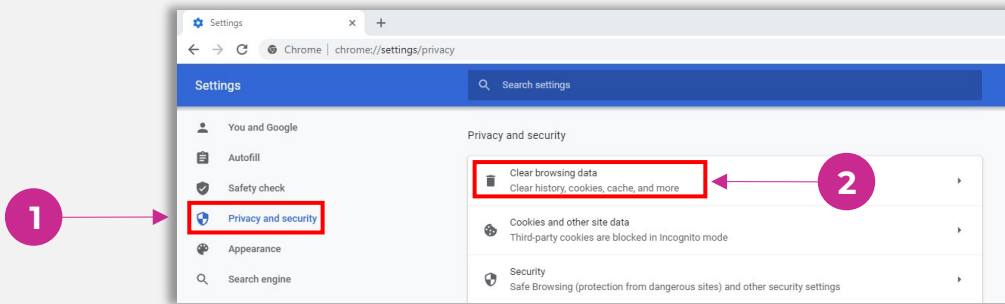 Settings
Chrome | chrome://settings/privacy
Settings
Search settings
You and Google
Autofill
Safety check
Privacy and security
Appearance
Search engine
Privacy and security
Clear browsing data
Clear history, cookies, cache, and more
Cookies and other site data
Third-party cookies are blocked in Incognito mode
Security
Safe Browsing (protection from dangerous sites) and other security settings
1
2